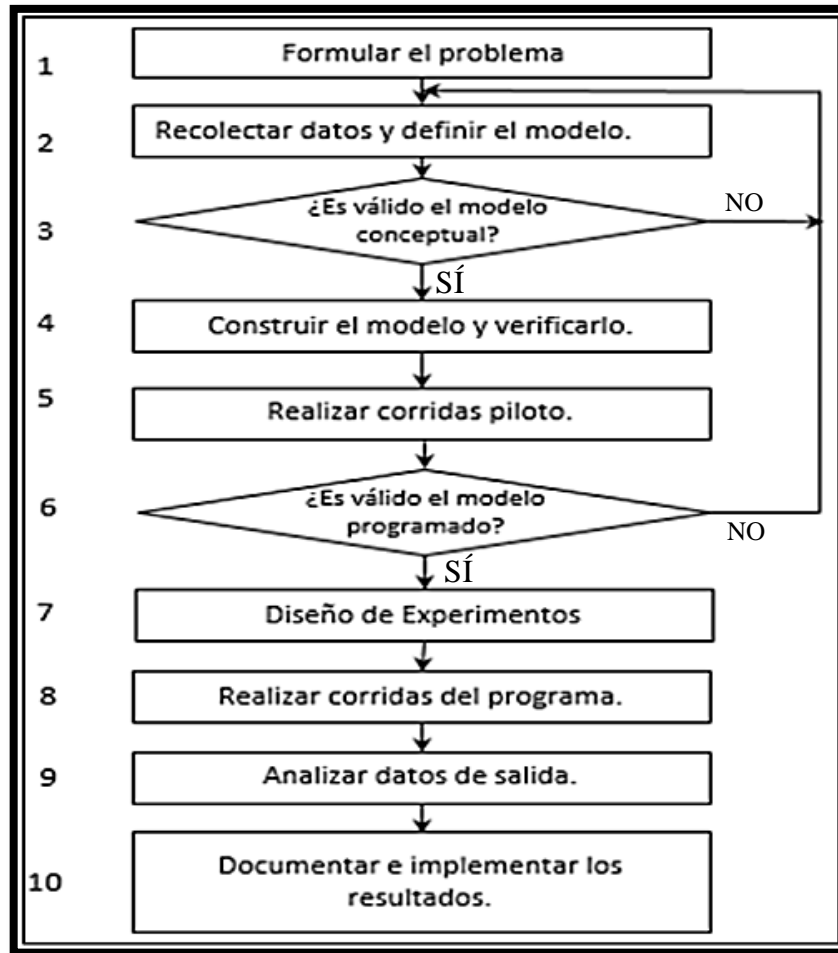 1
Formular el problema
2
Recolectar datos y definir el modelo.
3
¿Es válido el modelo
conceptual?
NO
SÍ
4
Construir el modelo y verificarlo.
5
Realizar corridas piloto.
6
¿Es válido el modelo
programado?
NO
SÍ
7
Diseño de Experimentos
8
Realizar corridas del programa.
9
Analizar datos de salida.
10
Documentar e implementar los
resultados.